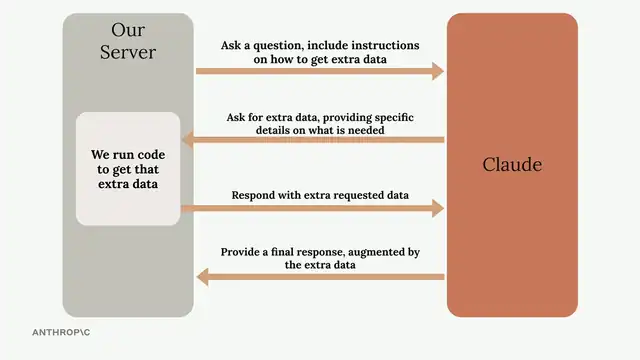 Our
Server
Ask a question, include instructions
on how to get extra data
Ask for extra data, providing specific
details on what is needed
We run code
to get that
extra data
Claude
Respond with extra requested data
Provide a final response, augmented by
the extra data
ANTHROP\C